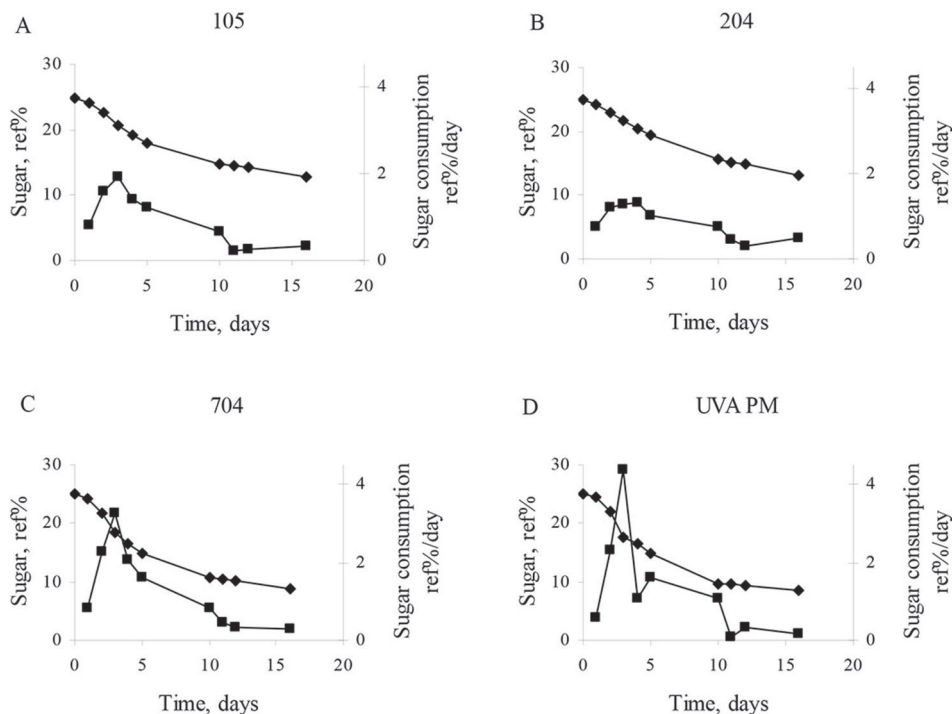 A
105
30
20
10
0
Sugar, ref%
4
2
0
Sugar consumption
ref%/day
0 5 10 15 20
Time, days
B
204
30
20
10
0
Sugar, ref%
4
2
0
Sugar consumption
ref%/day
0 5 10 15 20
Time, days
C
704
30
20
10
0
Sugar, ref%
4
2
0
Sugar consumption
ref%/day
0 5 10 15 20
Time, days
D
UVA PM
30
20
10
0
Sugar, ref%
4
2
0
Sugar consumption
ref%/day
0 5 10 15 20
Time, days